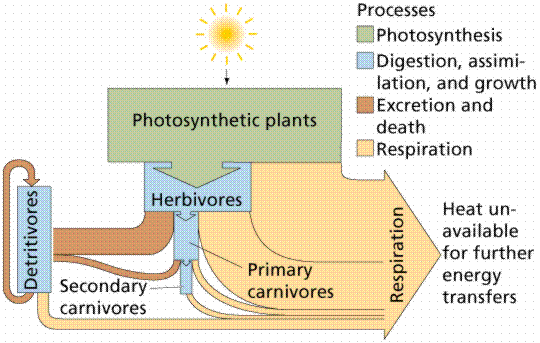 Processes
Photosynthesis
Digestion, assimi-
lation, and growth
Excretion and
death
Respiration
Photosynthetic plants
Herbivores
Detritivores
Primary
carnivores
Secondary
carnivores
Respiration
Heat un-
available for
further
energy
transfers